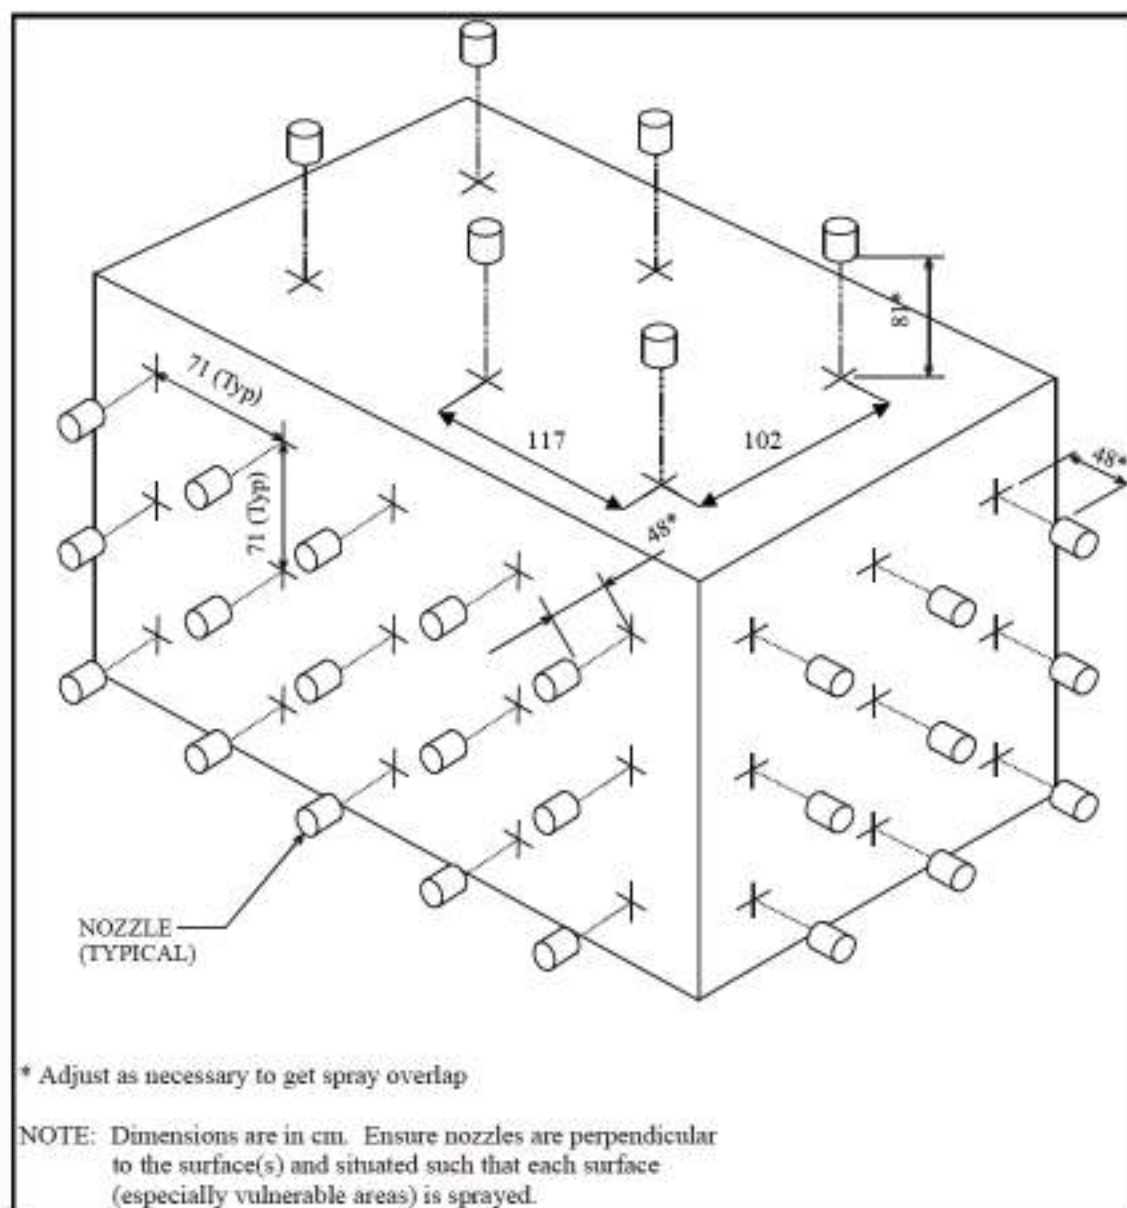 71 (Typ)
117
102
48*
71 (Typ)
48*
NOZZLE
(TYPICAL)
* Adjust as necessary to get spray overlap
NOTE: Dimensions are in cm. Ensure nozzles are perpendicular
to the surface(s) and situated such that each surface
(especially vulnerable areas) is sprayed.